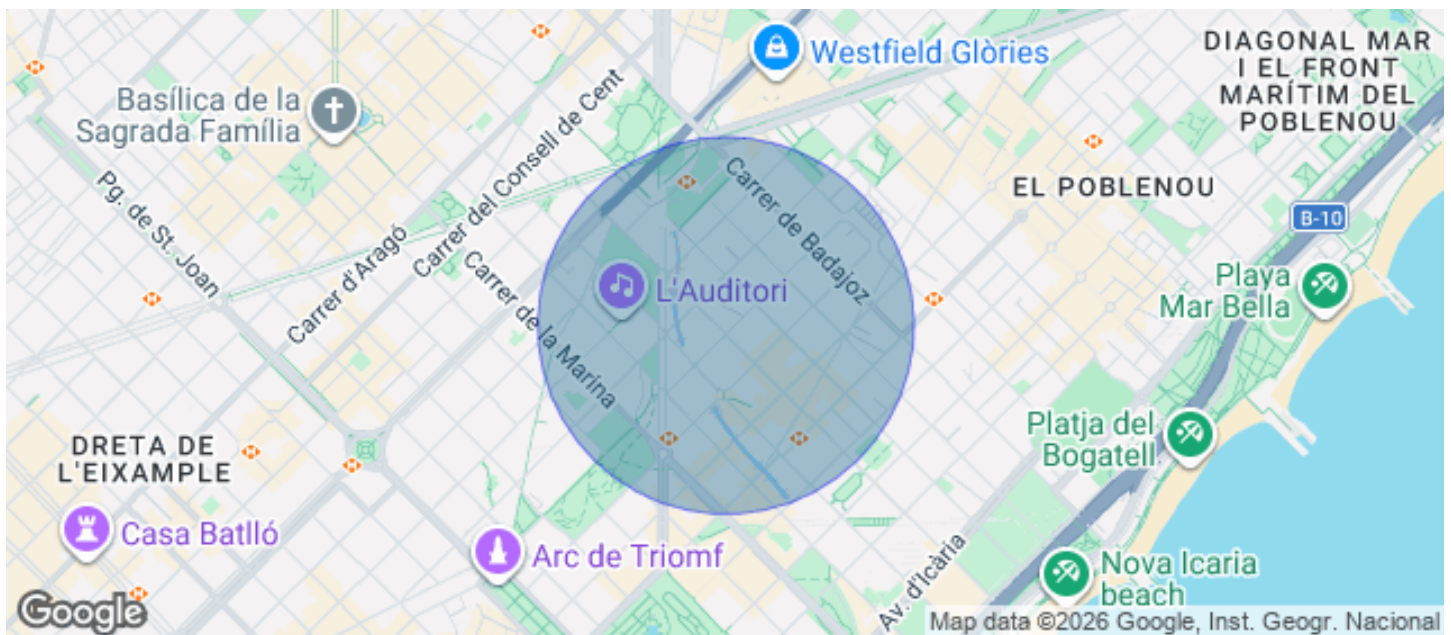 Westfield Glòries
DIAGONAL MAR
I EL FRONT
MARÍTIM DEL
POBLENOU
Basílica de la
Sagrada Família
Carrer del Consell de Cent
Carrer de Badajoz
EL POBLENOU
Pg. de St. Joan
Carrer d'Aragó
B-10
Carrer de la Marina
L'Auditori
Playa
Mar Bella
DRETA DE
L'EIXAMPLE
Platja del
Bogatell
Casa Batlló
Arc de Triomf
Av. d'Icària
Nova Icaria
beach
Google
Map data ©2026 Google, Inst. Geogr. Nacional